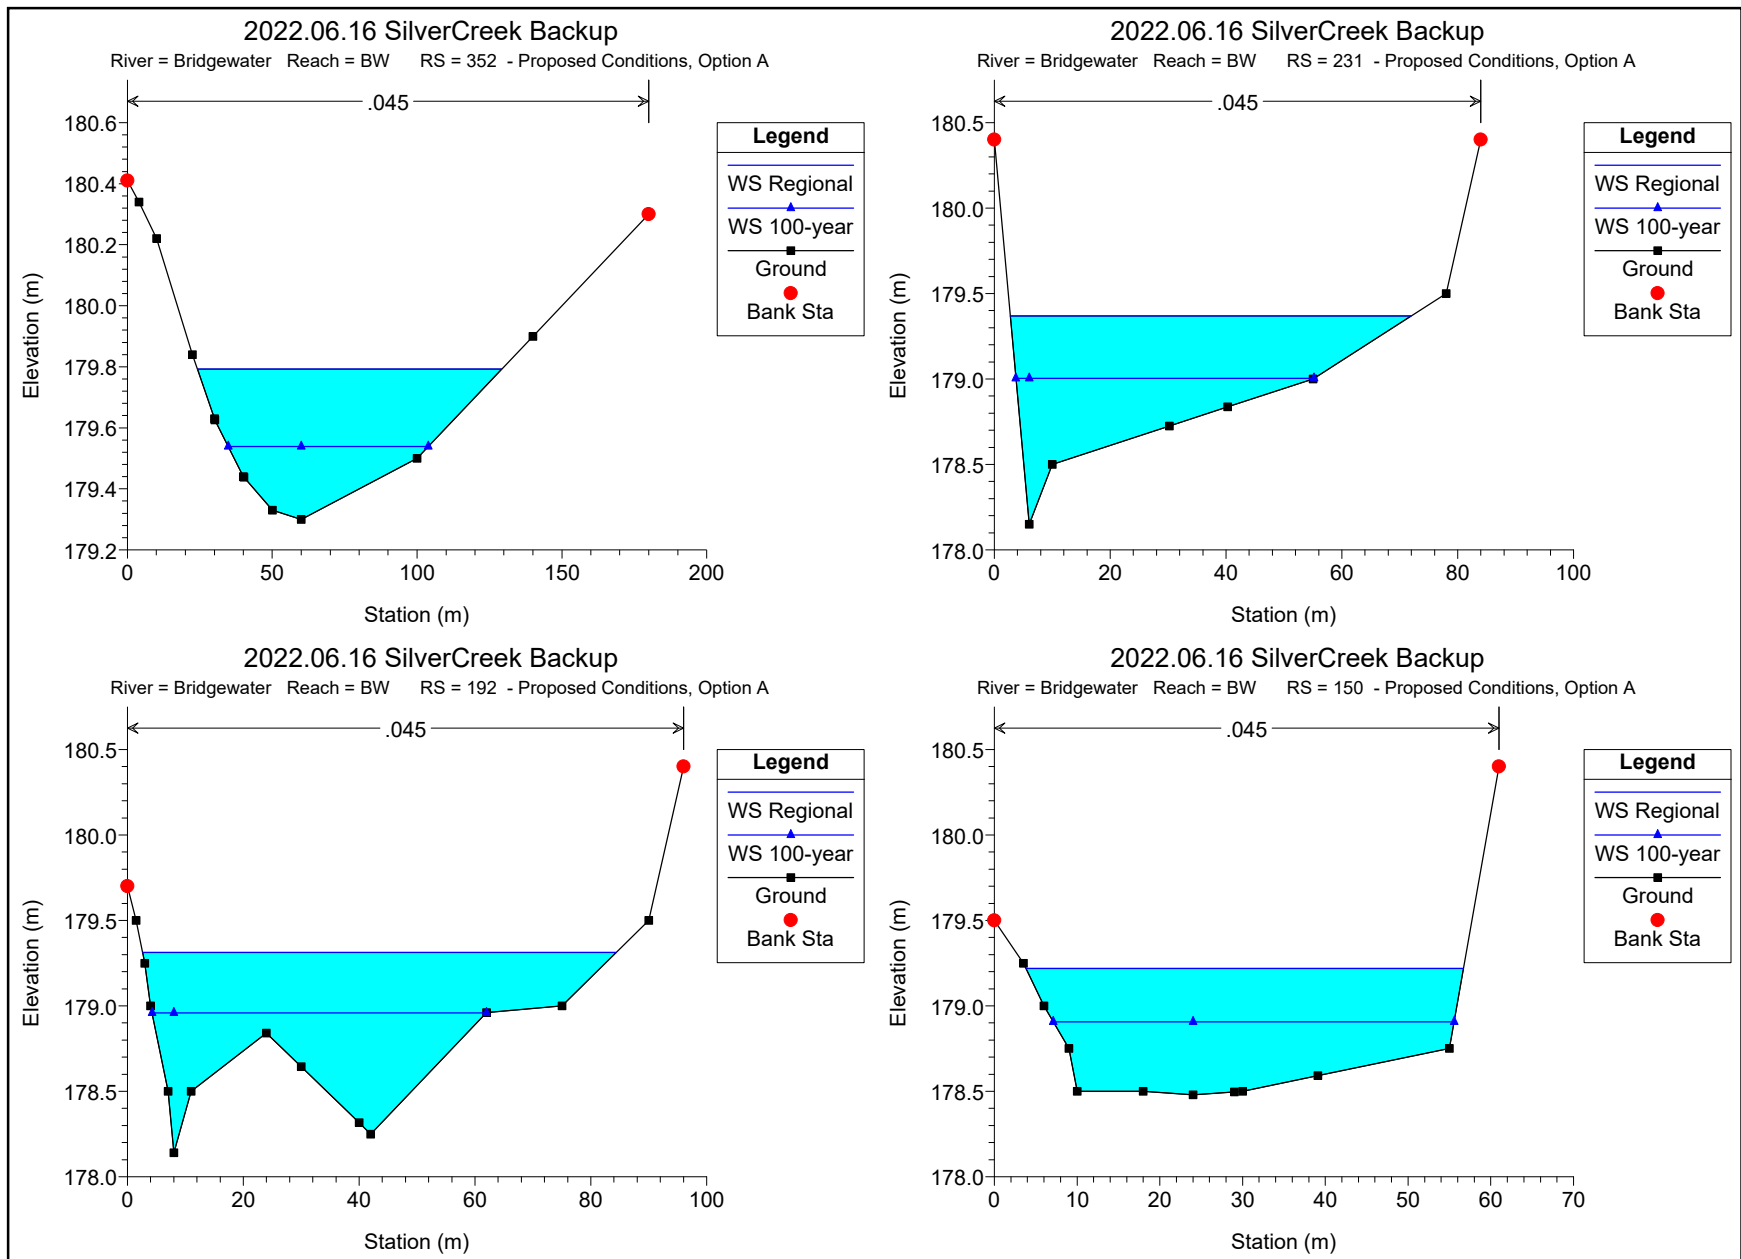 2022.06.16 SilverCreek Backup
River = Bridgewater Reach = BW RS = 352 - Proposed Conditions, Option A
.045
180.6
180.4
180.2
180.0
179.8
179.6
179.4
179.2
Elevation (m)
0 50 100 150 200
Station (m)
Legend
WS Regional
WS 100-year
Ground
Bank Sta
2022.06.16 SilverCreek Backup
River = Bridgewater Reach = BW RS = 231 - Proposed Conditions, Option A
.045
180.5
180.0
179.5
179.0
178.5
178.0
Elevation (m)
0 20 40 60 80 100
Station (m)
Legend
WS Regional
WS 100-year
Ground
Bank Sta
2022.06.16 SilverCreek Backup
River = Bridgewater Reach = BW RS = 192 - Proposed Conditions, Option A
.045
180.5
180.0
179.5
179.0
178.5
178.0
Elevation (m)
0 20 40 60 80 100
Station (m)
Legend
WS Regional
WS 100-year
Ground
Bank Sta
2022.06.16 SilverCreek Backup
River = Bridgewater Reach = BW RS = 150 - Proposed Conditions, Option A
.045
180.5
180.0
179.5
179.0
178.5
178.0
Elevation (m)
0 10 20 30 40 50 60 70
Station (m)
Legend
WS Regional
WS 100-year
Ground
Bank Sta